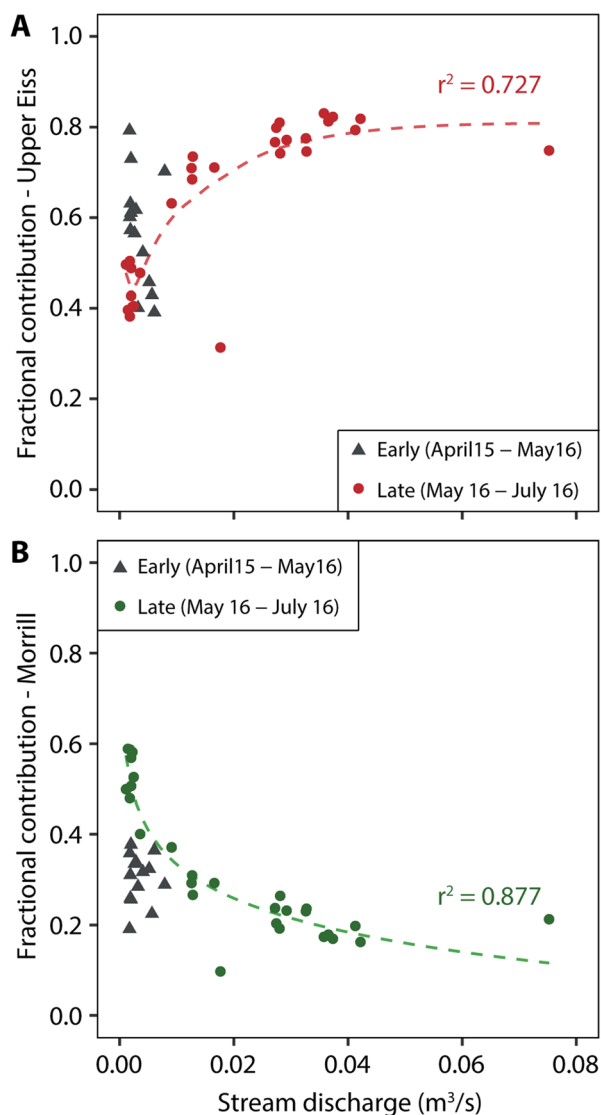 A
Fractional contribution - Upper Eiss
1.0
0.8
0.6
0.4
0.2
0.0
r² = 0.727
Early (April15 – May16)
Late (May 16 – July 16)
B
Fractional contribution - Morrill
1.0
0.8
0.6
0.4
0.2
0.0
Early (April15 – May16)
Late (May 16 – July 16)
r² = 0.877
0.00 0.02 0.04 0.06 0.08
Stream discharge (m³/s)